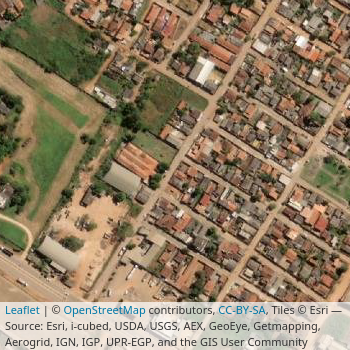 Leaflet | © OpenStreetMap contributors, CC-BY-SA, Tiles © Esri —
Source: Esri, i-cubed, USDA, USGS, AEX, GeoEye, Getmapping,
Aerogrid, IGN, IGP, UPR-EGP, and the GIS User Community